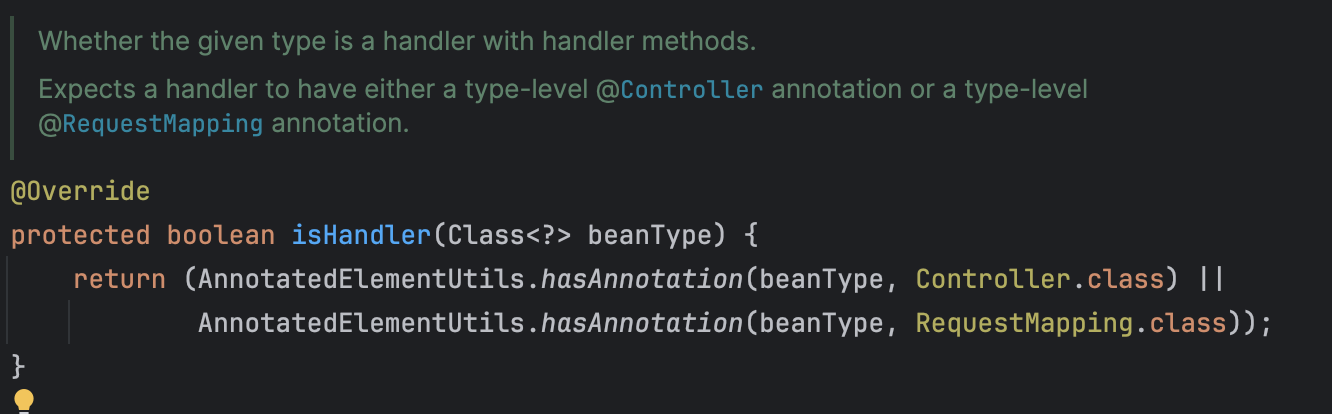 Whether the given type is a handler with handler methods.
Expects a handler to have either a type-level @Controller annotation or a type-level
@RequestMapping annotation.
@Override
protected boolean isHandler(Class<?> beanType) {
    return (AnnotatedElementUtils.hasAnnotation(beanType, Controller.class) ||
            AnnotatedElementUtils.hasAnnotation(beanType, RequestMapping.class));
}